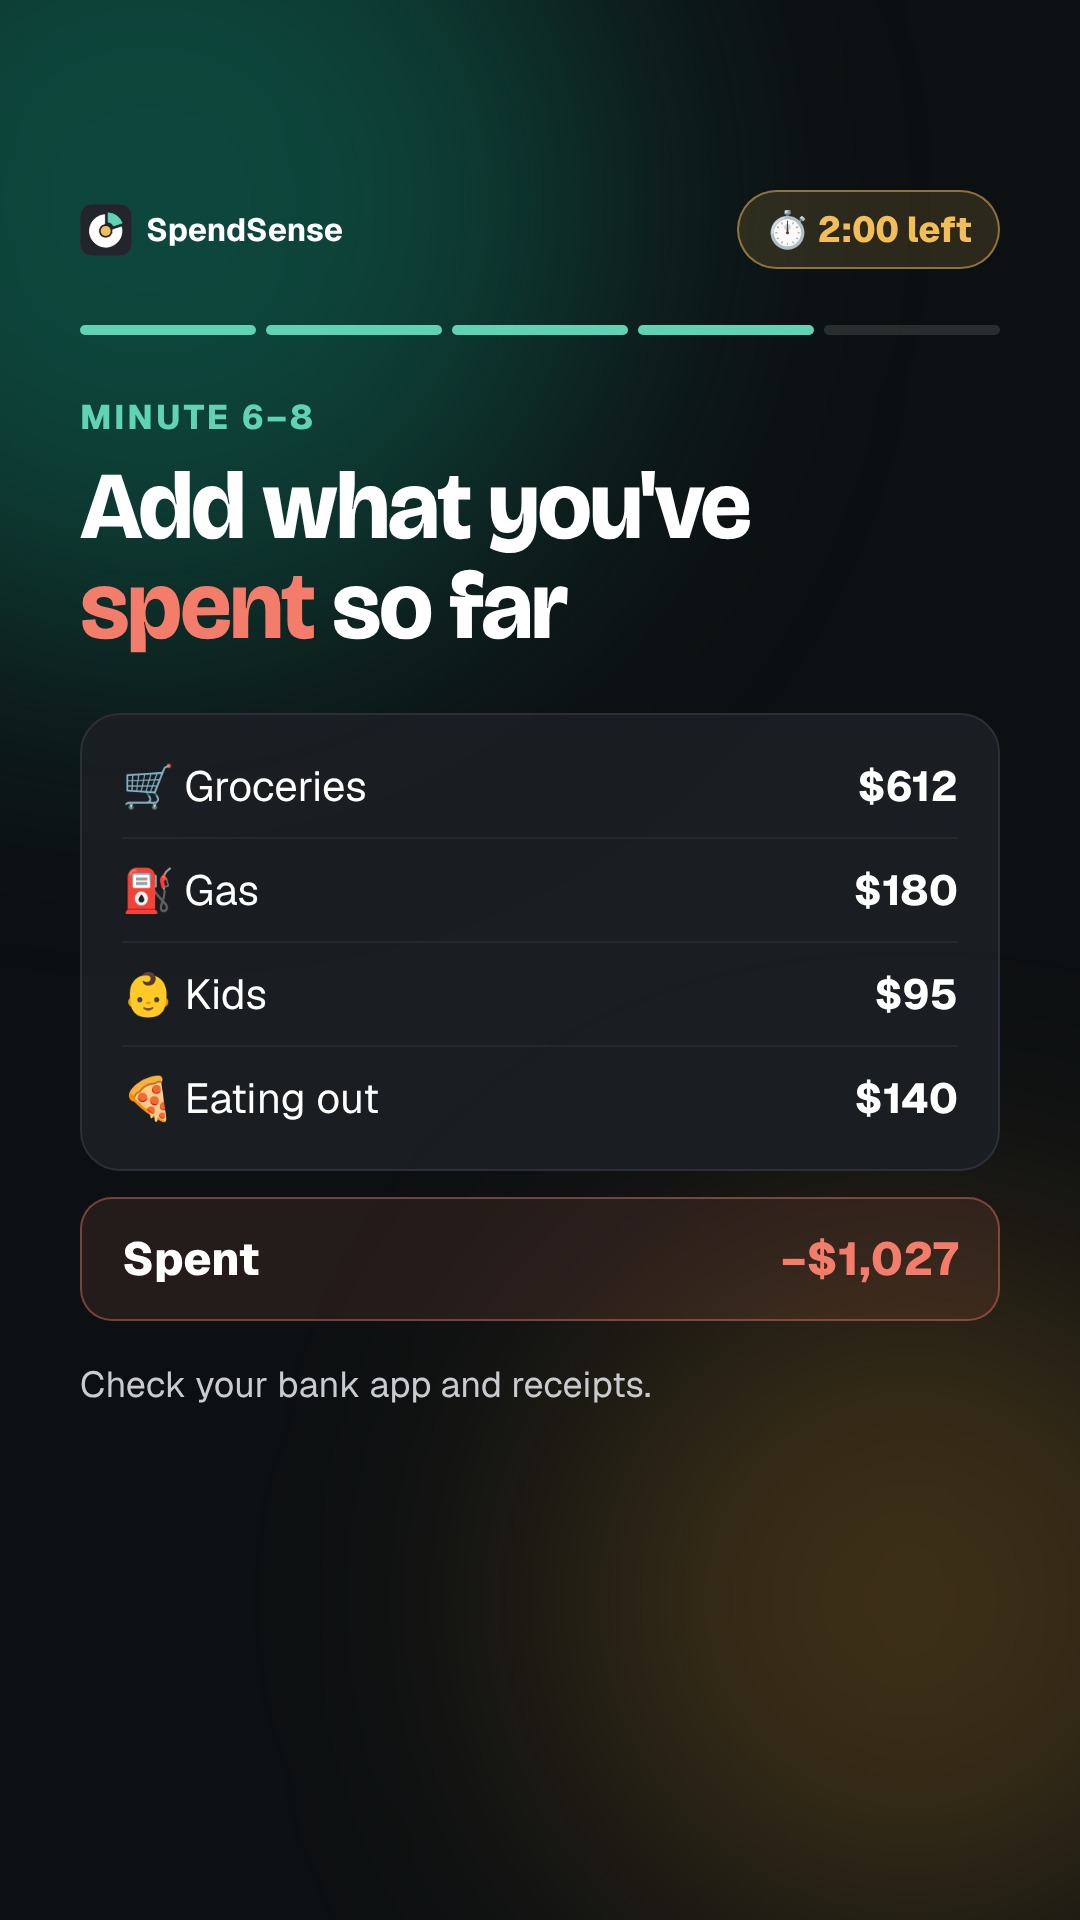 SpendSense
⏱️ 2:00 left
MINUTE 6–8
Add what you've
spent so far
🛒 Groceries $612
⛽ Gas $180
👶 Kids $95
🍕 Eating out $140
Spent –$1,027
Check your bank app and receipts.